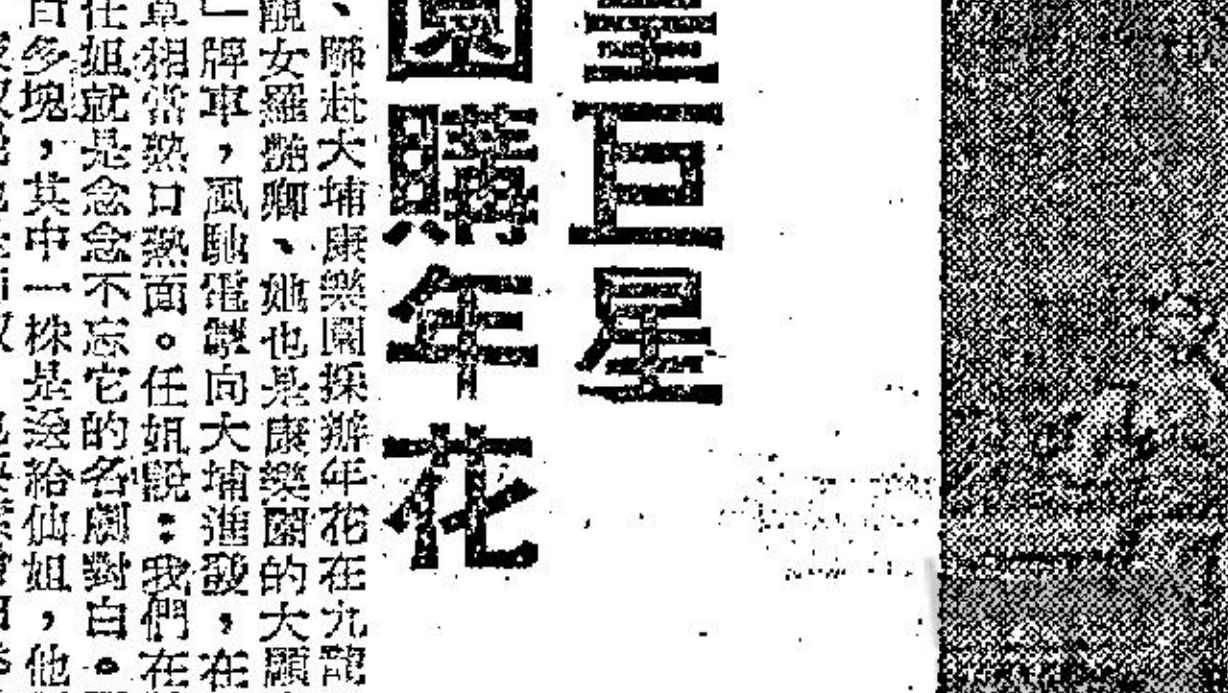 巨星
園購年花
、聯赴大埔康樂園採辦年花在九龍
靚女羅艷卿、她也是康樂園的大顧
」牌車，風馳電掣向大埔進發，在
相當熟口熟面。任姐說：我們在
任姐就是念念不忘它的名劇對白。
百多塊，其中一株是送給仙姐，他